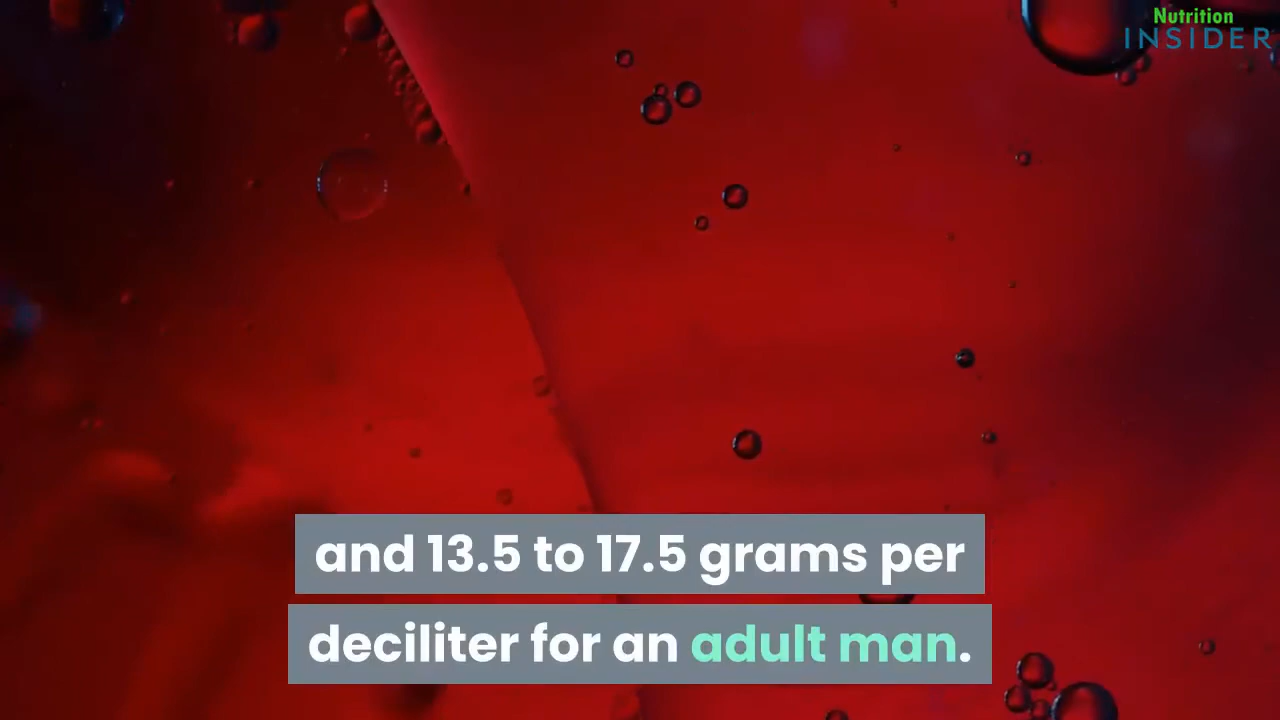 Nutrition
INSIDER
and 13.5 to 17.5 grams per
deciliter for an adult man.